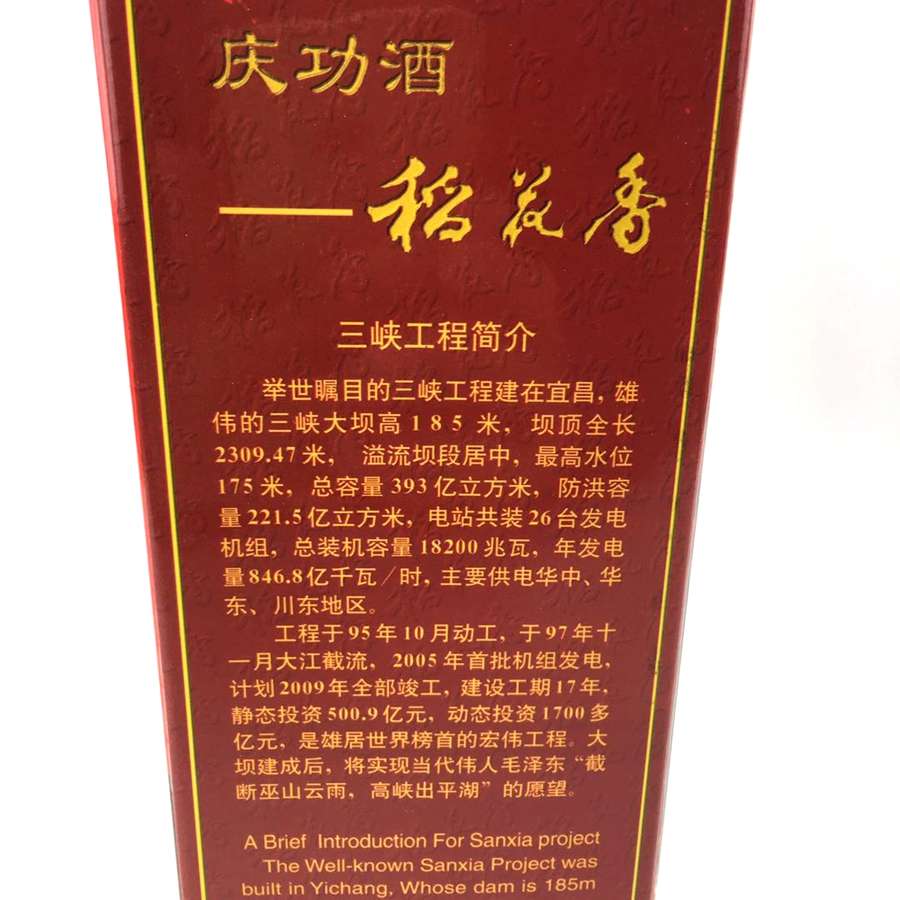 庆功酒
——稻花香
三峡工程简介
举世瞩目的三峡工程建在宜昌，雄
伟的三峡大坝高185米，坝顶全长
2309.47米， 溢流坝段居中，最高水位
175米，总容量393亿立方米，防洪容
量221.5亿立方米，电站共装26台发电
机组，总装机容量18200兆瓦，年发电
量846.8亿千瓦／时，主要供电华中、华
东、川东地区。
工程于95年10月动工，于97年十
一月大江截流，2005年首批机组发电，
计划2009年全部竣工，建设工期17年，
静态投资500.9亿元，动态投资1700多
亿元，是雄居世界榜首的宏伟工程。大
坝建成后，将实现当代伟人毛泽东“截
断巫山云雨，高峡出平湖”的愿望。
A Brief Introduction For Sanxia project
The Well-known Sanxia Project was
built in Yichang, Whose dam is 185m